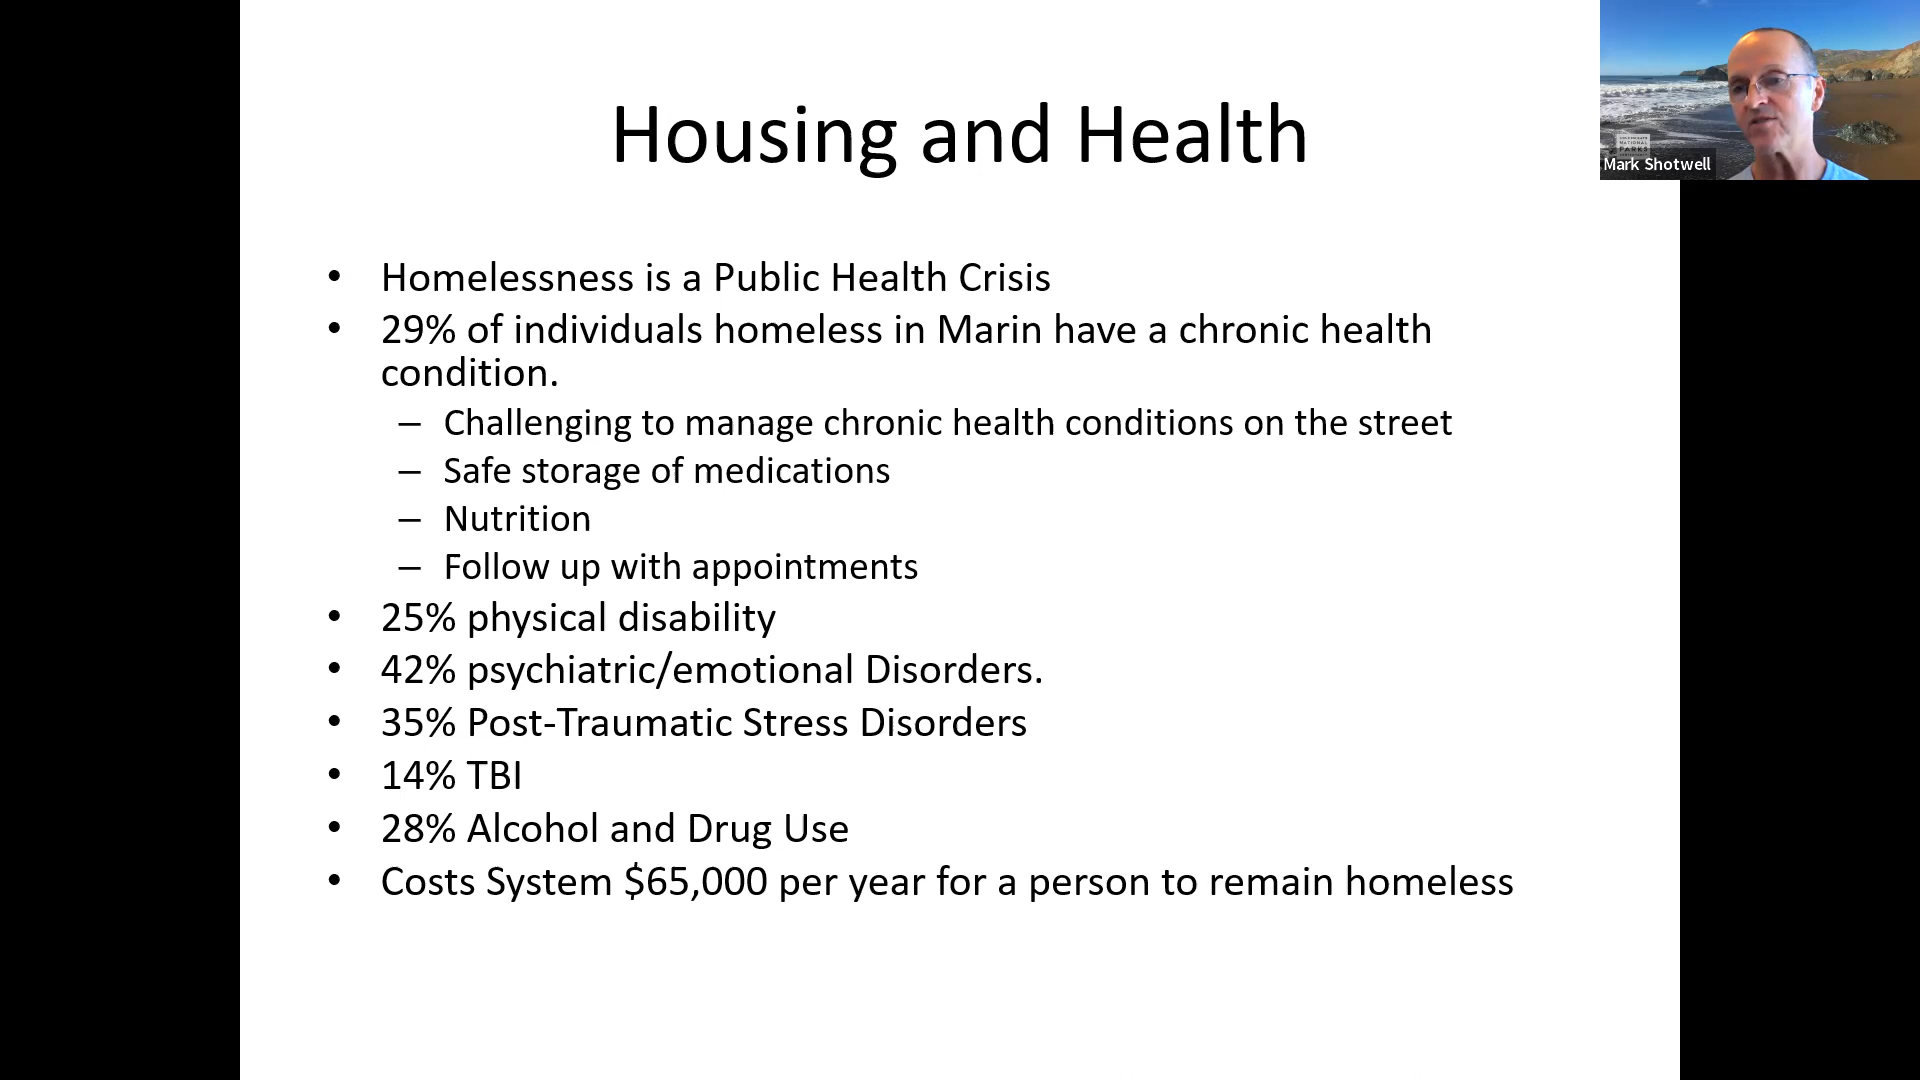 Housing and Health
• Homelessness is a Public Health Crisis
• 29% of individuals homeless in Marin have a chronic health
condition.
– Challenging to manage chronic health conditions on the street
– Safe storage of medications
– Nutrition
– Follow up with appointments
• 25% physical disability
• 42% psychiatric/emotional Disorders.
• 35% Post-Traumatic Stress Disorders
• 14% TBI
• 28% Alcohol and Drug Use
• Costs System $65,000 per year for a person to remain homeless
NATIONAL
PARKS
Mark Shotwell